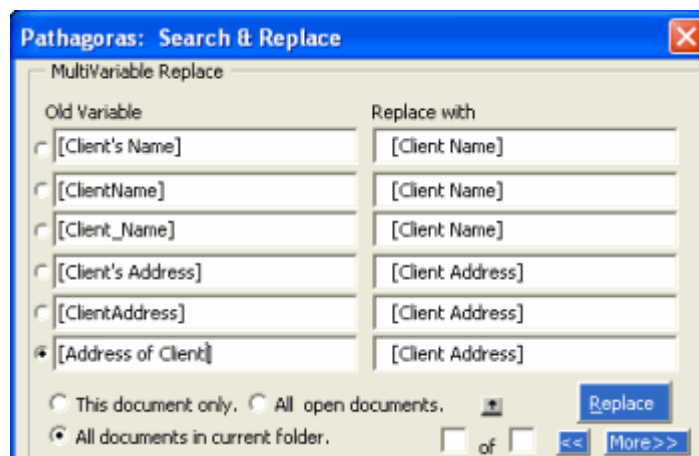 Pathagoras: Search & Replace
MultiVariable Replace
Old Variable Replace with
[Client's Name] [Client Name]
[ClientName] [Client Name]
[Client_Name] [Client Name]
[Client's Address] [Client Address]
[ClientAddress] [Client Address]
[Address of Client] [Client Address]
This document only. All open documents. Replace
All documents in current folder. of << More>>